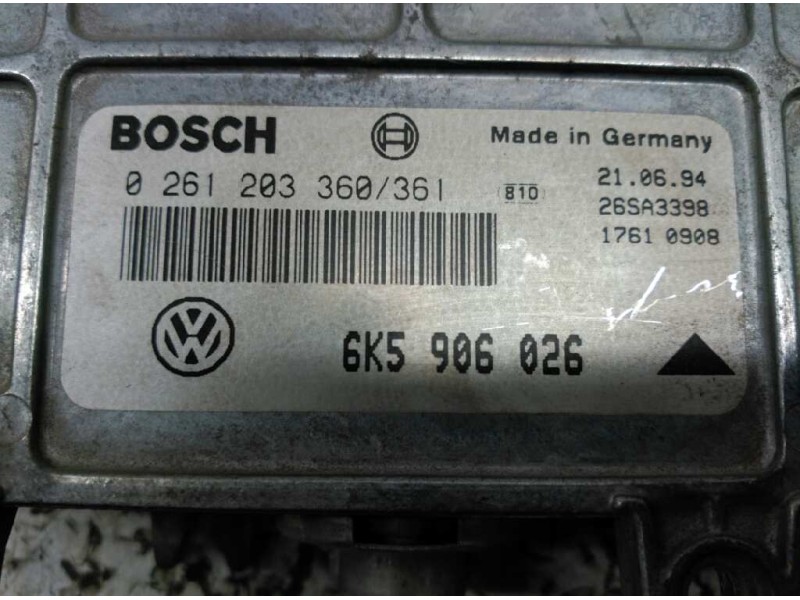 BOSCH
Made in Germany
0 261 203 360/361
810
21.06.94
26SA3398
1761 0908
VW
6K5 906 026